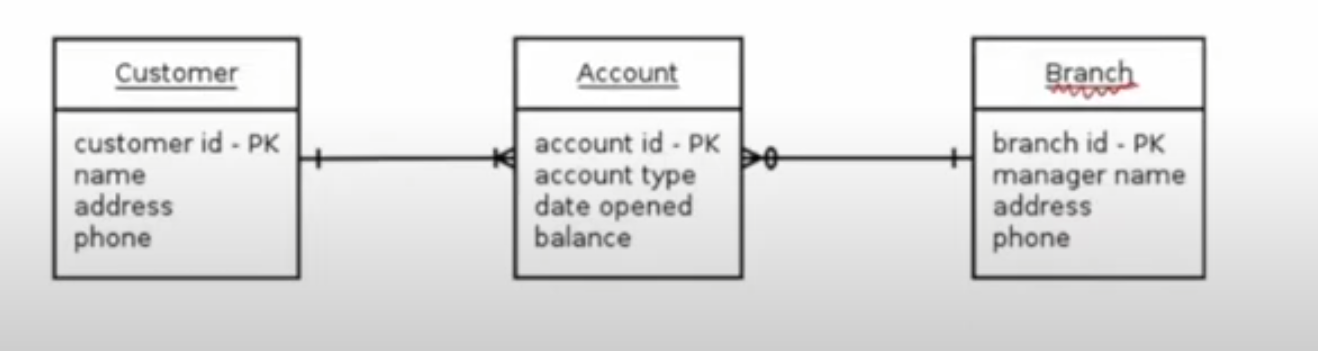 Customer
customer id - PK
name
address
phone
Account
account id - PK
account type
date opened
balance
Branch
branch id - PK
manager name
address
phone